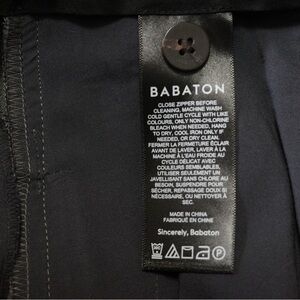 BABATON
CLOSE ZIPPER BEFORE
CLEANING. MACHINE WASH
COLD GENTLE CYCLE WITH LIKE
COLOURS, ONLY NON-CHLORINE
BLEACH WHEN NEEDED, HANG
TO DRY, COOL IRON ONLY IF
NEEDED, OR DRY CLEAN.
FERMER LA FERMETURE ÉCLAIR
AVANT DE LAVER, LAVER À LA
MACHINE À L'EAU FROIDE AU
CYCLE DÉLICAT AVEC
COULEURS SEMBLABLES,
UTILISER SEULEMENT UN
JAVELLISANT SANS CHLORE AU
BESOIN, SUSPENDRE POUR
SÉCHER, REPASSAGE DOUX SI
NÉCESSAIRE, OU NETTOYER À
SEC.
MADE IN CHINA
FABRIQUÉ EN CHINE
Sincerely, Babaton
P